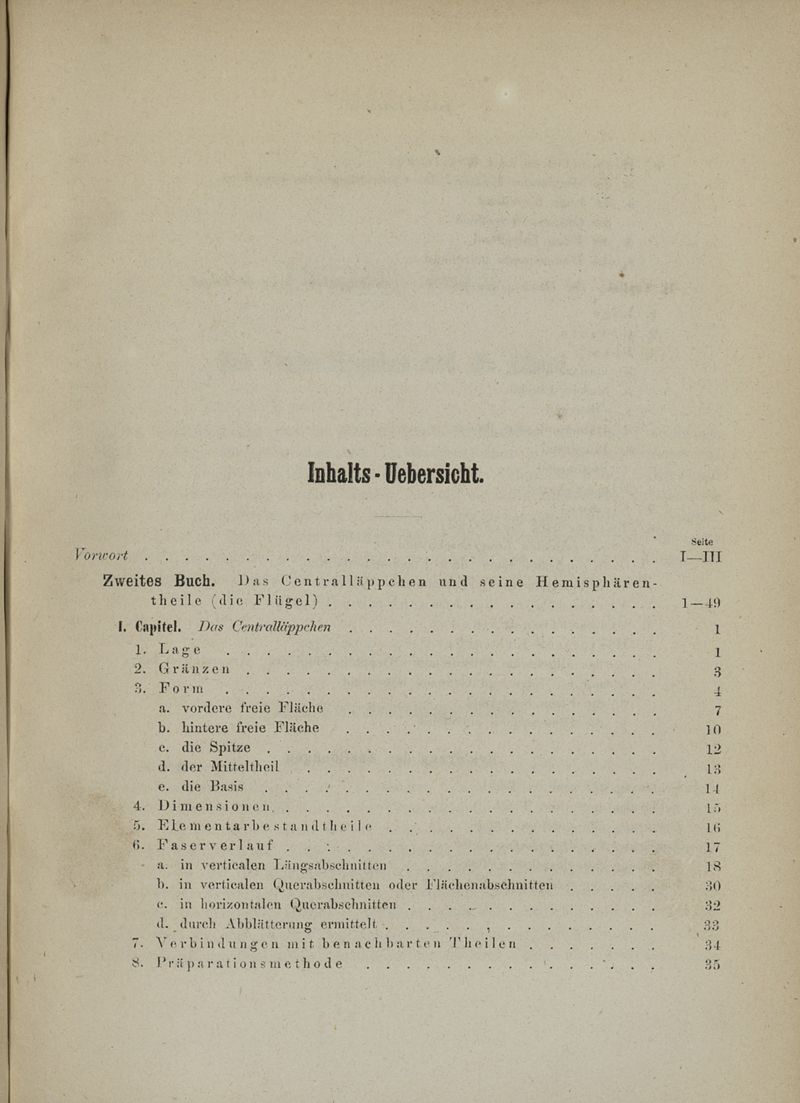 Inhalts-Uebersicht.
Seite
Vorwort . . . . . . . . . . . . . . . . . . . . . . . . . . . . . . . I—III
Zweites Buch. Das Centralläppchen und seine Hemisphären-
theile (die Flügel) . . . . . . . . . . . . . . . . . . . . 1—49
I. Capitel. Das Centralläppchen . . . . . . . . . . . . . . . . . . . 1
1. Lage . . . . . . . . . . . . . . . . . . . . . . . . . . 1
2. Gränzen . . . . . . . . . . . . . . . . . . . . . . . . . 3
3. Form . . . . . . . . . . . . . . . . . . . . . . . . . . 4
a. vordere freie Fläche . . . . . . . . . . . . . . . . . . . 7
b. hintere freie Fläche . . . . . . . . . . . . . . . . . . . 10
c. die Spitze . . . . . . . . . . . . . . . . . . . . . . . . 12
d. der Mitteltheil . . . . . . . . . . . . . . . . . . . . . . 13
e. die Basis . . . . . . . . . . . . . . . . . . . . . . . . 14
4. Dimensionen . . . . . . . . . . . . . . . . . . . . . . . 15
5. Elementarbestandtheile . . . . . . . . . . . . . . . . . 16
6. Faserverlauf . . . . . . . . . . . . . . . . . . . . . . . 17
a. in verticalen Längsabschnitten . . . . . . . . . . . . . . . 18
b. in verticalen Querabschnitten oder Flächenabschnitten . . . . . 30
c. in horizontalen Querabschnitten . . . . . . . . . . . . . . . 32
d. durch Abblätterung ermittelt . . . . . . . . . . . . . . . . 33
7. Verbindungen mit benachbarten Theilen . . . . . . . 34
8. Präparationsmethode . . . . . . . . . . . . . . . . . . 35